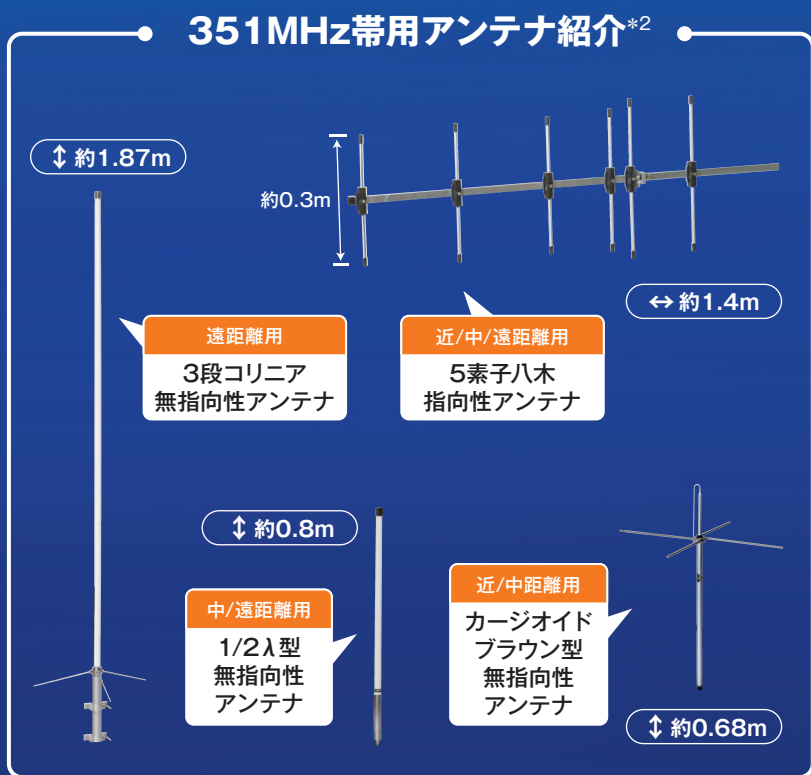 351MHz帯用アンテナ紹介*2
↕ 約1.87m
約0.3m
↔ 約1.4m
遠距離用
3段コリニア
無指向性アンテナ
近/中/遠距離用
5素子八木
指向性アンテナ
↕ 約0.8m
中/遠距離用
1/2λ型
無指向性
アンテナ
近/中距離用
カージオイド
ブラウン型
無指向性
アンテナ
↕ 約0.68m